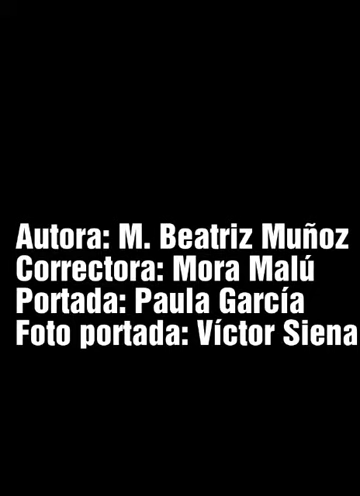 Autora: M. Beatriz Muñoz
Correctora: Mora Malú
Portada: Paula García
Foto portada: Víctor Siena